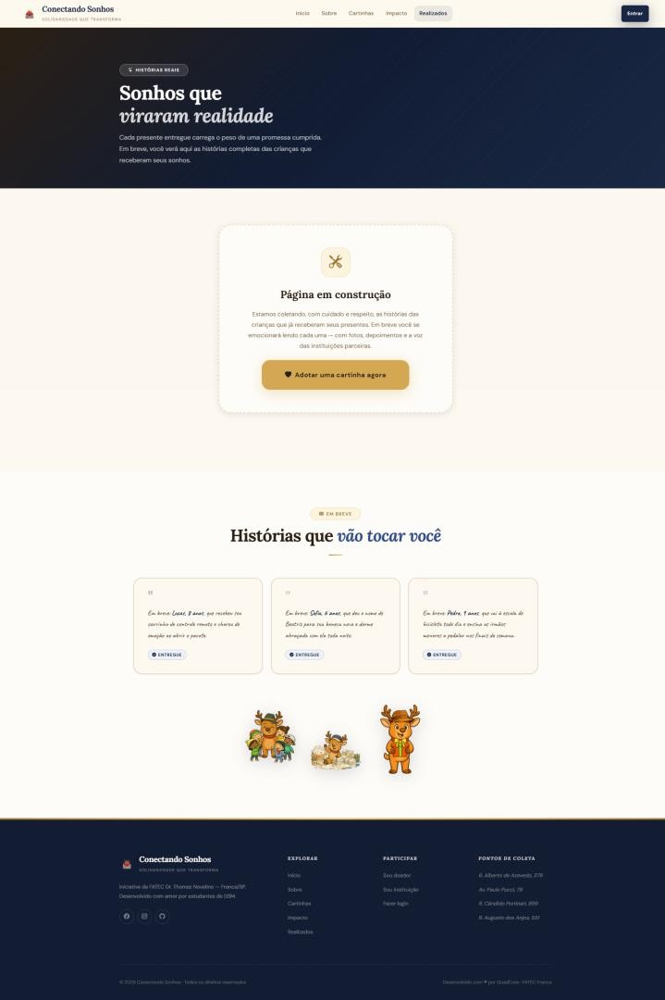 Conectando Sonhos
SOLIDARIEDADE QUE TRANSFORMA
Início
Sobre
Cartinhas
Impacto
Realizados
Entrar
HISTÓRIAS REAIS
Sonhos que
viraram realidade
Cada presente entregue carrega o peso de uma promessa cumprida.
Em breve, você verá aqui as histórias completas das crianças que
receberam seus sonhos.
Página em construção
Estamos coletando, com cuidado e respeito, as histórias das
crianças que já receberam seus presentes. Em breve você se
emocionará lendo cada uma — com fotos, depoimentos e a voz
das instituições parceiras.
Adotar uma cartinha agora
EM BREVE
Histórias que vão tocar você
"
Em breve: Lucas, 8 anos, que recebeu seu
carrinho de controle remoto e chorou de
emoção ao abrir o pacote.
ENTREGUE
"
Em breve: Sofia, 6 anos, que deu o nome de
Beatriz para sua boneca nova e dorme
abraçada com ela toda noite.
ENTREGUE
"
Em breve: Pedro, 9 anos, que vai à escola de
bicicleta todo dia e ensina os irmãos
menores a pedalar nos finais de semana.
ENTREGUE
Conectando Sonhos
SOLIDARIEDADE QUE TRANSFORMA
Iniciativa da FATEC Dr. Thomaz Novelino — Franca/SP.
Desenvolvido com amor por estudantes de DSM.
EXPLORAR
Início
Sobre
Cartinhas
Impacto
Realizados
PARTICIPAR
Sou doador
Sou instituição
Fazer login
PONTOS DE COLETA
R. Alberto de Azevedo, 379
Av. Paulo Pucci, 79
R. Cândido Portinari, 899
R. Augusto dos Anjos, 551
© 2026 Conectando Sonhos · Todos os direitos reservados
Desenvolvido com ❤ por QuadCore · FATEC Franca